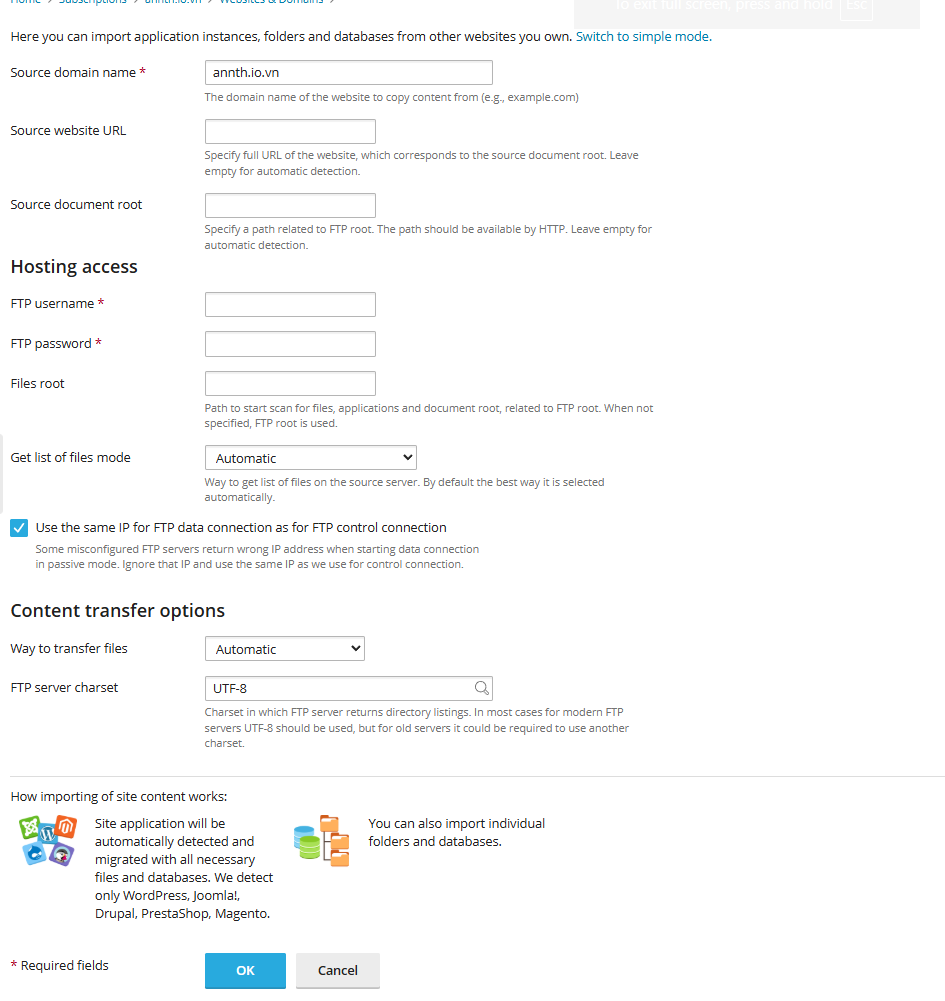 Home > Subscriptions > annth.io.vn > Websites & Domains >
To exit full screen, press and hold Esc
Here you can import application instances, folders and databases from other websites you own. Switch to simple mode.
Source domain name *
annth.io.vn
The domain name of the website to copy content from (e.g., example.com)
Source website URL
Specify full URL of the website, which corresponds to the source document root. Leave
empty for automatic detection.
Source document root
Specify a path related to FTP root. The path should be available by HTTP. Leave empty for
automatic detection.
Hosting access
FTP username *
FTP password *
Files root
Path to start scan for files, applications and document root, related to FTP root. When not
specified, FTP root is used.
Get list of files mode
Automatic
Way to get list of files on the source server. By default the best way it is selected
automatically.
Use the same IP for FTP data connection as for FTP control connection
Some misconfigured FTP servers return wrong IP address when starting data connection
in passive mode. Ignore that IP and use the same IP as we use for control connection.
Content transfer options
Way to transfer files
Automatic
FTP server charset
UTF-8
Charset in which FTP server returns directory listings. In most cases for modern FTP
servers UTF-8 should be used, but for old servers it could be required to use another
charset.
How importing of site content works:
Site application will be
automatically detected and
migrated with all necessary
files and databases. We detect
only WordPress, Joomla!,
Drupal, PrestaShop, Magento.
You can also import individual
folders and databases.
* Required fields
OK
Cancel